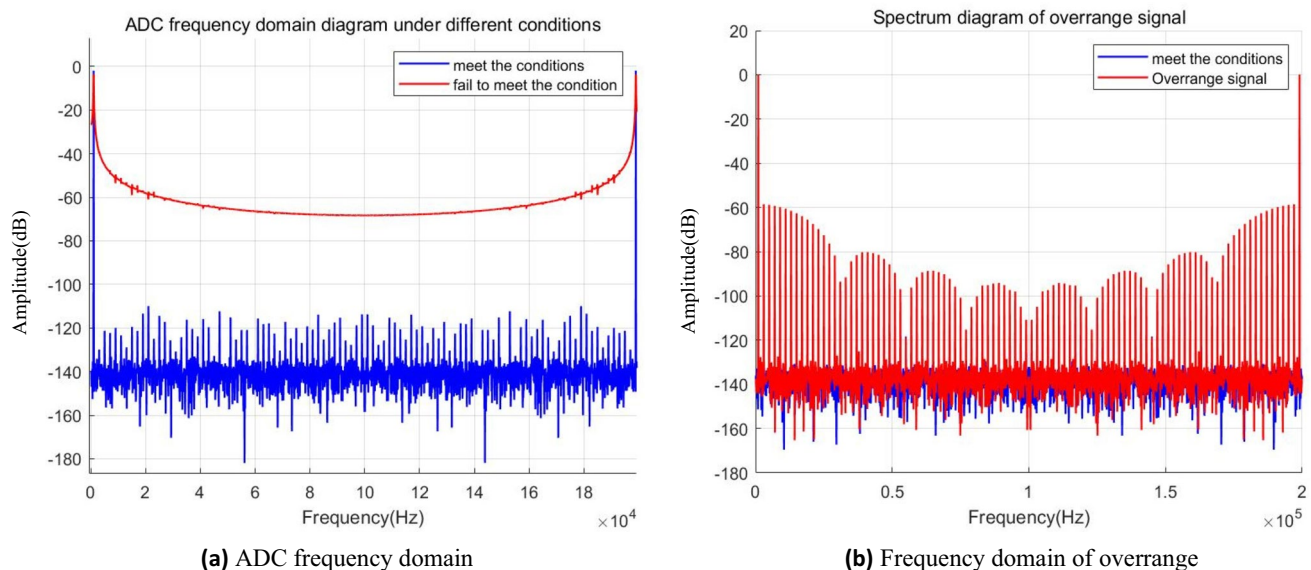 ADC frequency domain diagram under different conditions
meet the conditions
fail to meet the condition
0
-20
-40
-60
-80
-100
-120
-140
-160
-180
Amplitude(dB)
0 2 4 6 8 10 12 14 16 18
Frequency(Hz)
×10⁴
(a) ADC frequency domain
Spectrum diagram of overrange signal
meet the conditions
Overrange signal
20
0
-20
-40
-60
-80
-100
-120
-140
-160
-180
Amplitude(dB)
0 0.5 1 1.5 2
Frequency(Hz)
×10⁵
(b) Frequency domain of overrange